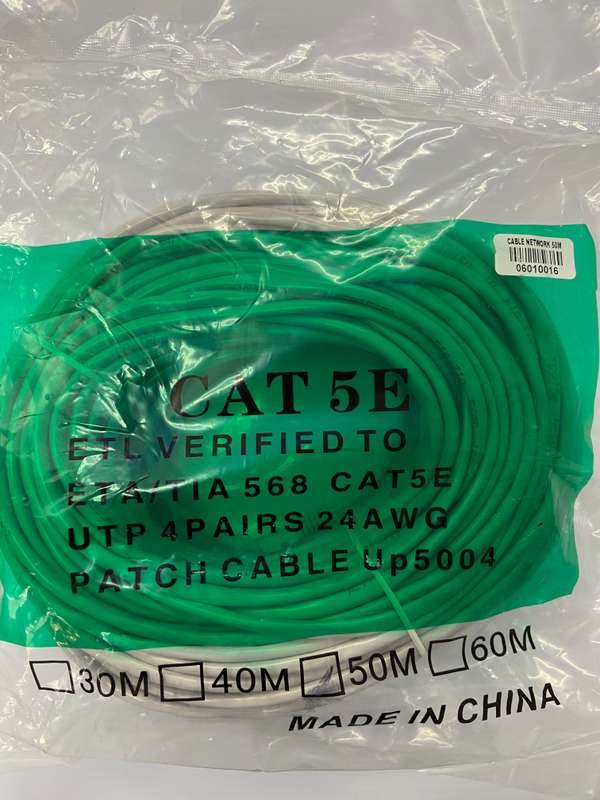 CABLE NETWORK 50M
06010016
CAT 5E
ETL VERIFIED TO
ETA/TIA 568 CAT5E
UTP 4PAIRS 24AWG
PATCH CABLE Up5004
30M 40M 50M 60M
MADE IN CHINA